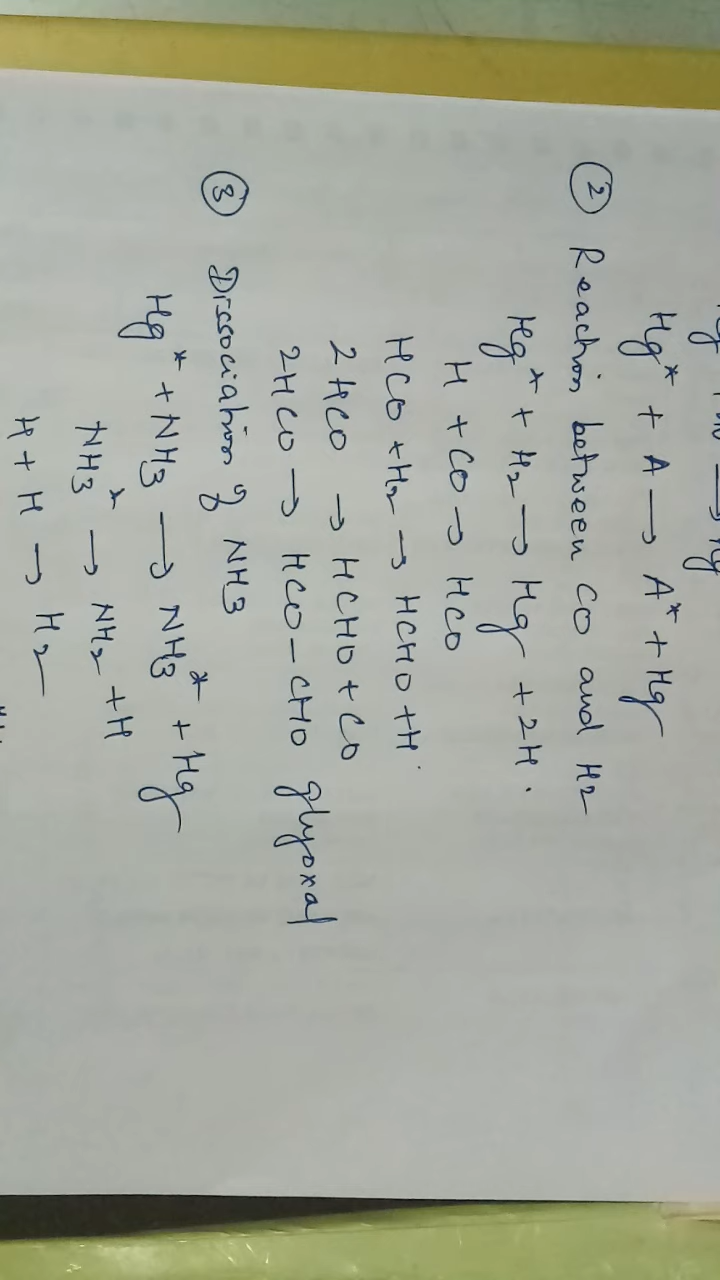 Hg* + A → A* + Hg
② Reaction between CO and H2
Hg* + H2 → Hg + 2H.
H + CO → HCO
HCO + H2 → HCHO + H.
2 HCO → HCHO + CO
2HCO → HCO – CHO glyoxal
③ Dissociation of NH3
Hg* + NH3 → NH3* + Hg
NH3* → NH2 + H
H + H → H2